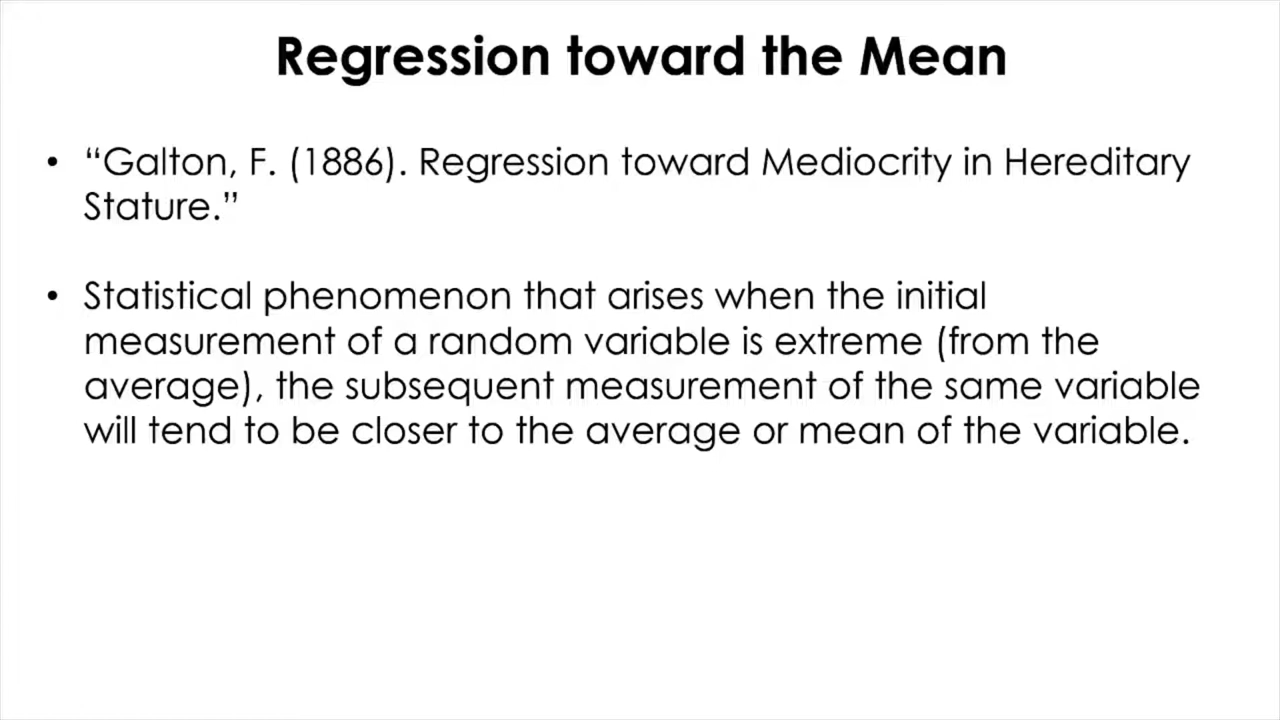 Regression toward the Mean
• “Galton, F. (1886). Regression toward Mediocrity in Hereditary
Stature.”
• Statistical phenomenon that arises when the initial
measurement of a random variable is extreme (from the
average), the subsequent measurement of the same variable
will tend to be closer to the average or mean of the variable.